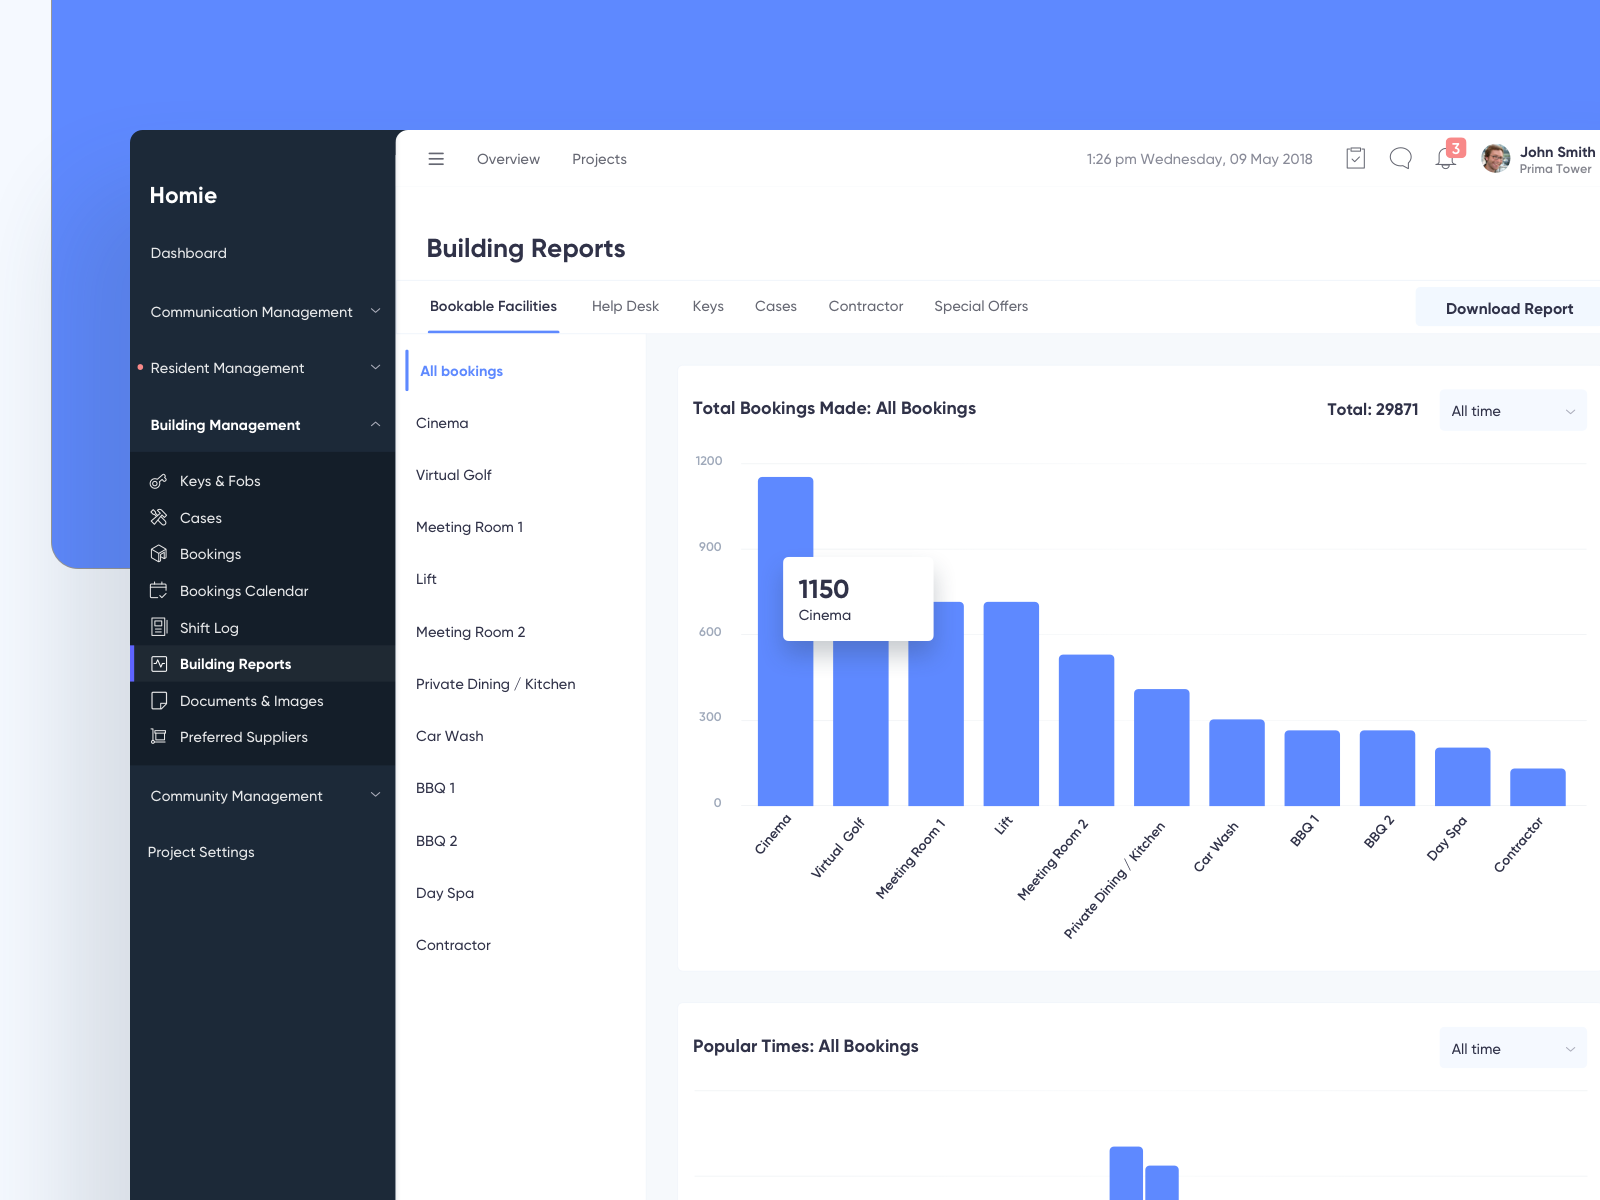 Homie
Dashboard
Communication Management
Resident Management
Building Management
Keys & Fobs
Cases
Bookings
Bookings Calendar
Shift Log
Building Reports
Documents & Images
Preferred Suppliers
Community Management
Project Settings
Overview
Projects
1:26 pm Wednesday, 09 May 2018
3
John Smith
Prima Tower
Building Reports
Bookable Facilities
Help Desk
Keys
Cases
Contractor
Special Offers
Download Report
All bookings
Cinema
Virtual Golf
Meeting Room 1
Lift
Meeting Room 2
Private Dining / Kitchen
Car Wash
BBQ 1
BBQ 2
Day Spa
Contractor
Total Bookings Made: All Bookings
Total: 29871
All time
1200
900
600
300
0
1150
Cinema
Cinema
Virtual Golf
Meeting Room 1
Lift
Meeting Room 2
Private Dining / Kitchen
Car Wash
BBQ 1
BBQ 2
Day Spa
Contractor
Popular Times: All Bookings
All time